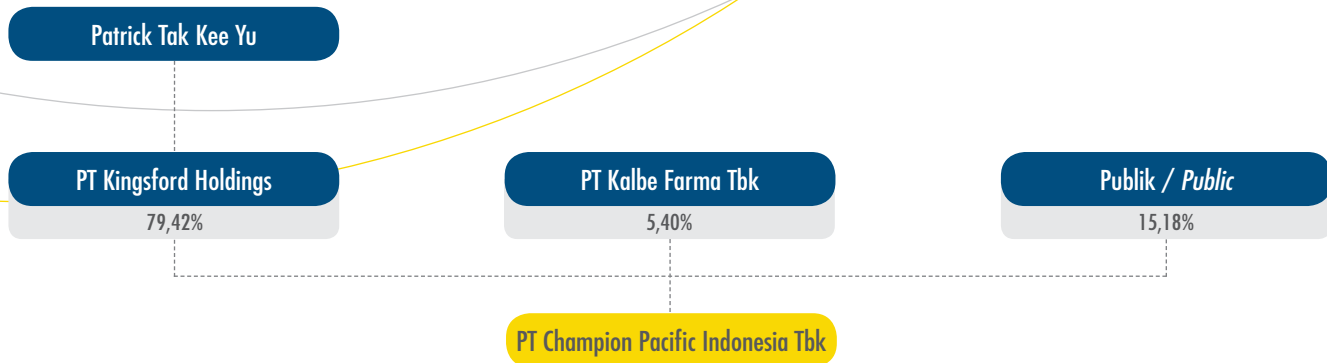 Patrick Tak Kee Yu
PT Kingsford Holdings
79,42%
PT Kalbe Farma Tbk
5,40%
Publik / Public
15,18%
PT Champion Pacific Indonesia Tbk